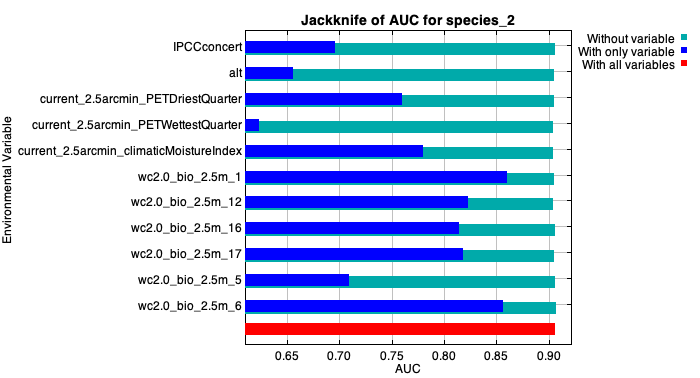 Jackknife of AUC for species_2
Without variable
With only variable
With all variables
Environmental Variable
IPCCconcert
alt
current_2.5arcmin_PETDriestQuarter
current_2.5arcmin_PETWettestQuarter
current_2.5arcmin_climaticMoistureIndex
wc2.0_bio_2.5m_1
wc2.0_bio_2.5m_12
wc2.0_bio_2.5m_16
wc2.0_bio_2.5m_17
wc2.0_bio_2.5m_5
wc2.0_bio_2.5m_6
0.65 0.70 0.75 0.80 0.85 0.90
AUC